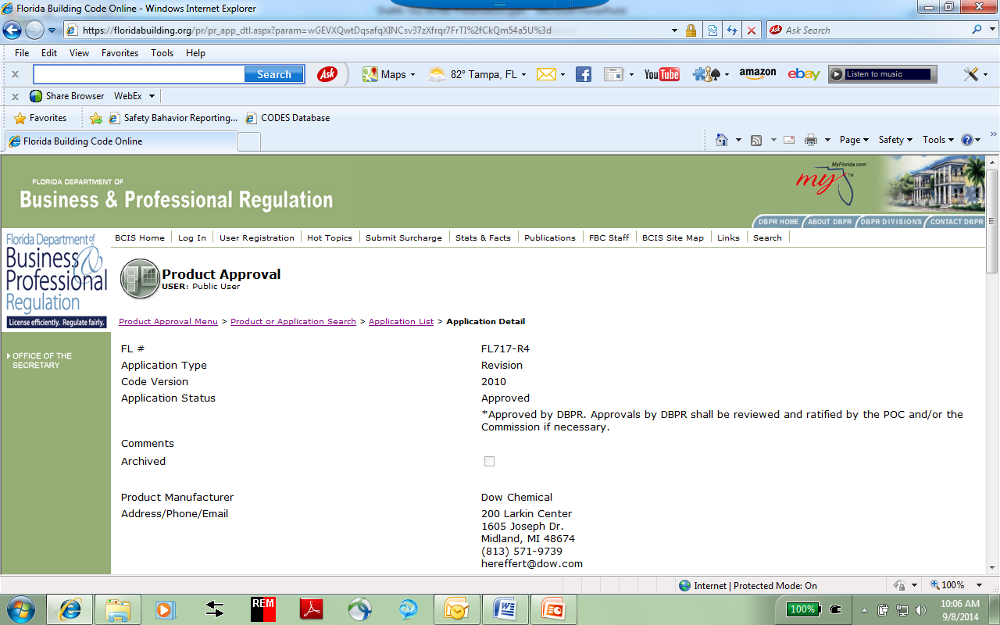 Florida Building Code Online - Windows Internet Explorer
https://floridabuilding.org/pr/pr_app_dtl.aspx?param=wGEVXQwtDqsafqXINCsv37zXfrqr7FrTI%2fCkQm54a5U%3d
Ask Search
File Edit View Favorites Tools Help
x Search Ask Maps 82° Tampa, FL YouTube amazon ebay Listen to music
x Share Browser WebEx
Favorites Safety Bahavior Reporting... CODES Database
Florida Building Code Online
Page Safety Tools
FLORIDA DEPARTMENT OF
Business & Professional Regulation
MyFlorida.com
my
TM
DBPR HOME ABOUT DBPR DBPR DIVISIONS CONTACT DBPR
Florida Department of
Business &
Professional
Regulation
License efficiently. Regulate fairly.
OFFICE OF THE
SECRETARY
BCIS Home Log In User Registration Hot Topics Submit Surcharge Stats & Facts Publications FBC Staff BCIS Site Map Links Search
Product Approval
USER: Public User
Product Approval Menu > Product or Application Search > Application List > Application Detail
FL # FL717-R4
Application Type Revision
Code Version 2010
Application Status Approved
*Approved by DBPR. Approvals by DBPR shall be reviewed and ratified by the POC and/or the
Commission if necessary.
Comments
Archived
Product Manufacturer Dow Chemical
Address/Phone/Email 200 Larkin Center
1605 Joseph Dr.
Midland, MI 48674
(813) 571-9739
hereffert@dow.com
Internet | Protected Mode: On
100%
REM
100%
10:06 AM
9/8/2014